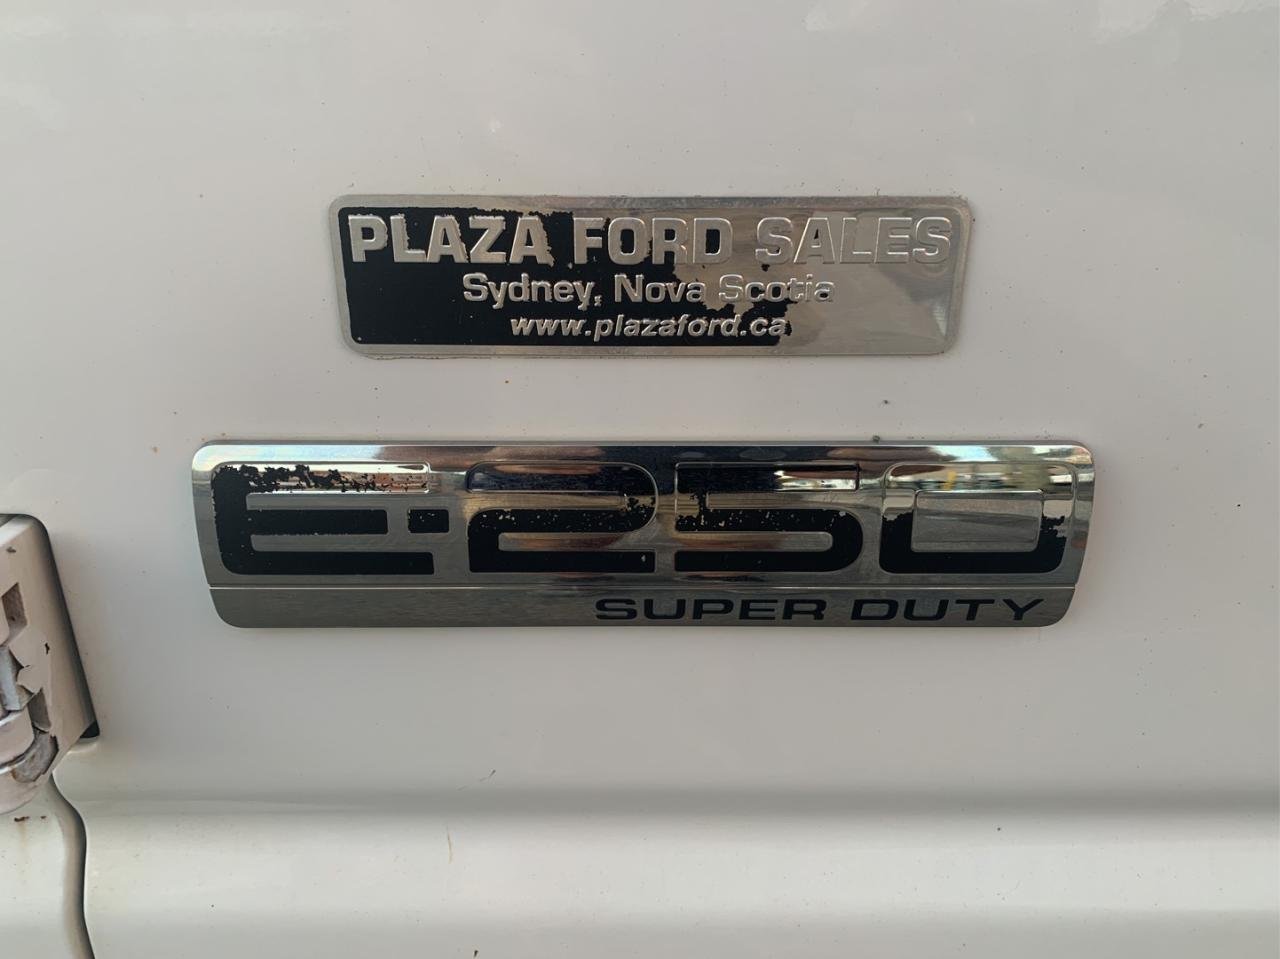 PLAZA FORD SALES
Sydney, Nova Scotia
www.plazaford.ca
E-250
SUPER DUTY